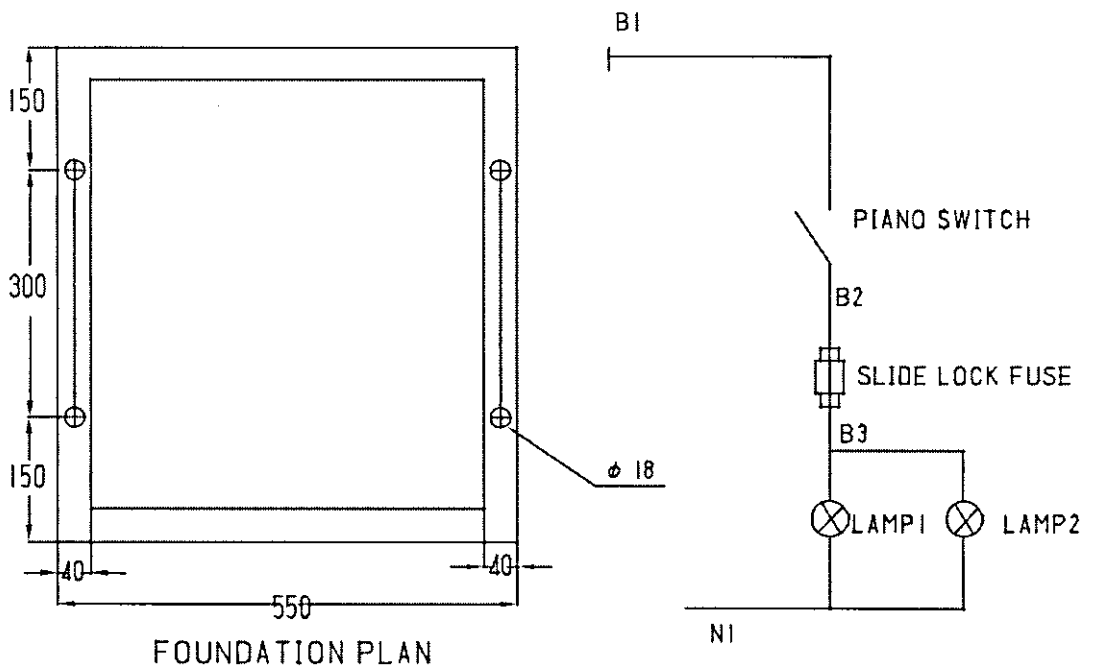 150
300
150
40
40
550
ϕ 18
FOUNDATION PLAN
B1
PIANO SWITCH
B2
SLIDE LOCK FUSE
B3
LAMP1
LAMP2
N1